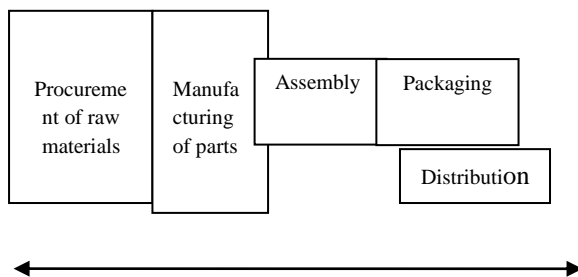 Procureme
nt of raw
materials
Manufa
cturing
of parts
Assembly
Packaging
Distribution